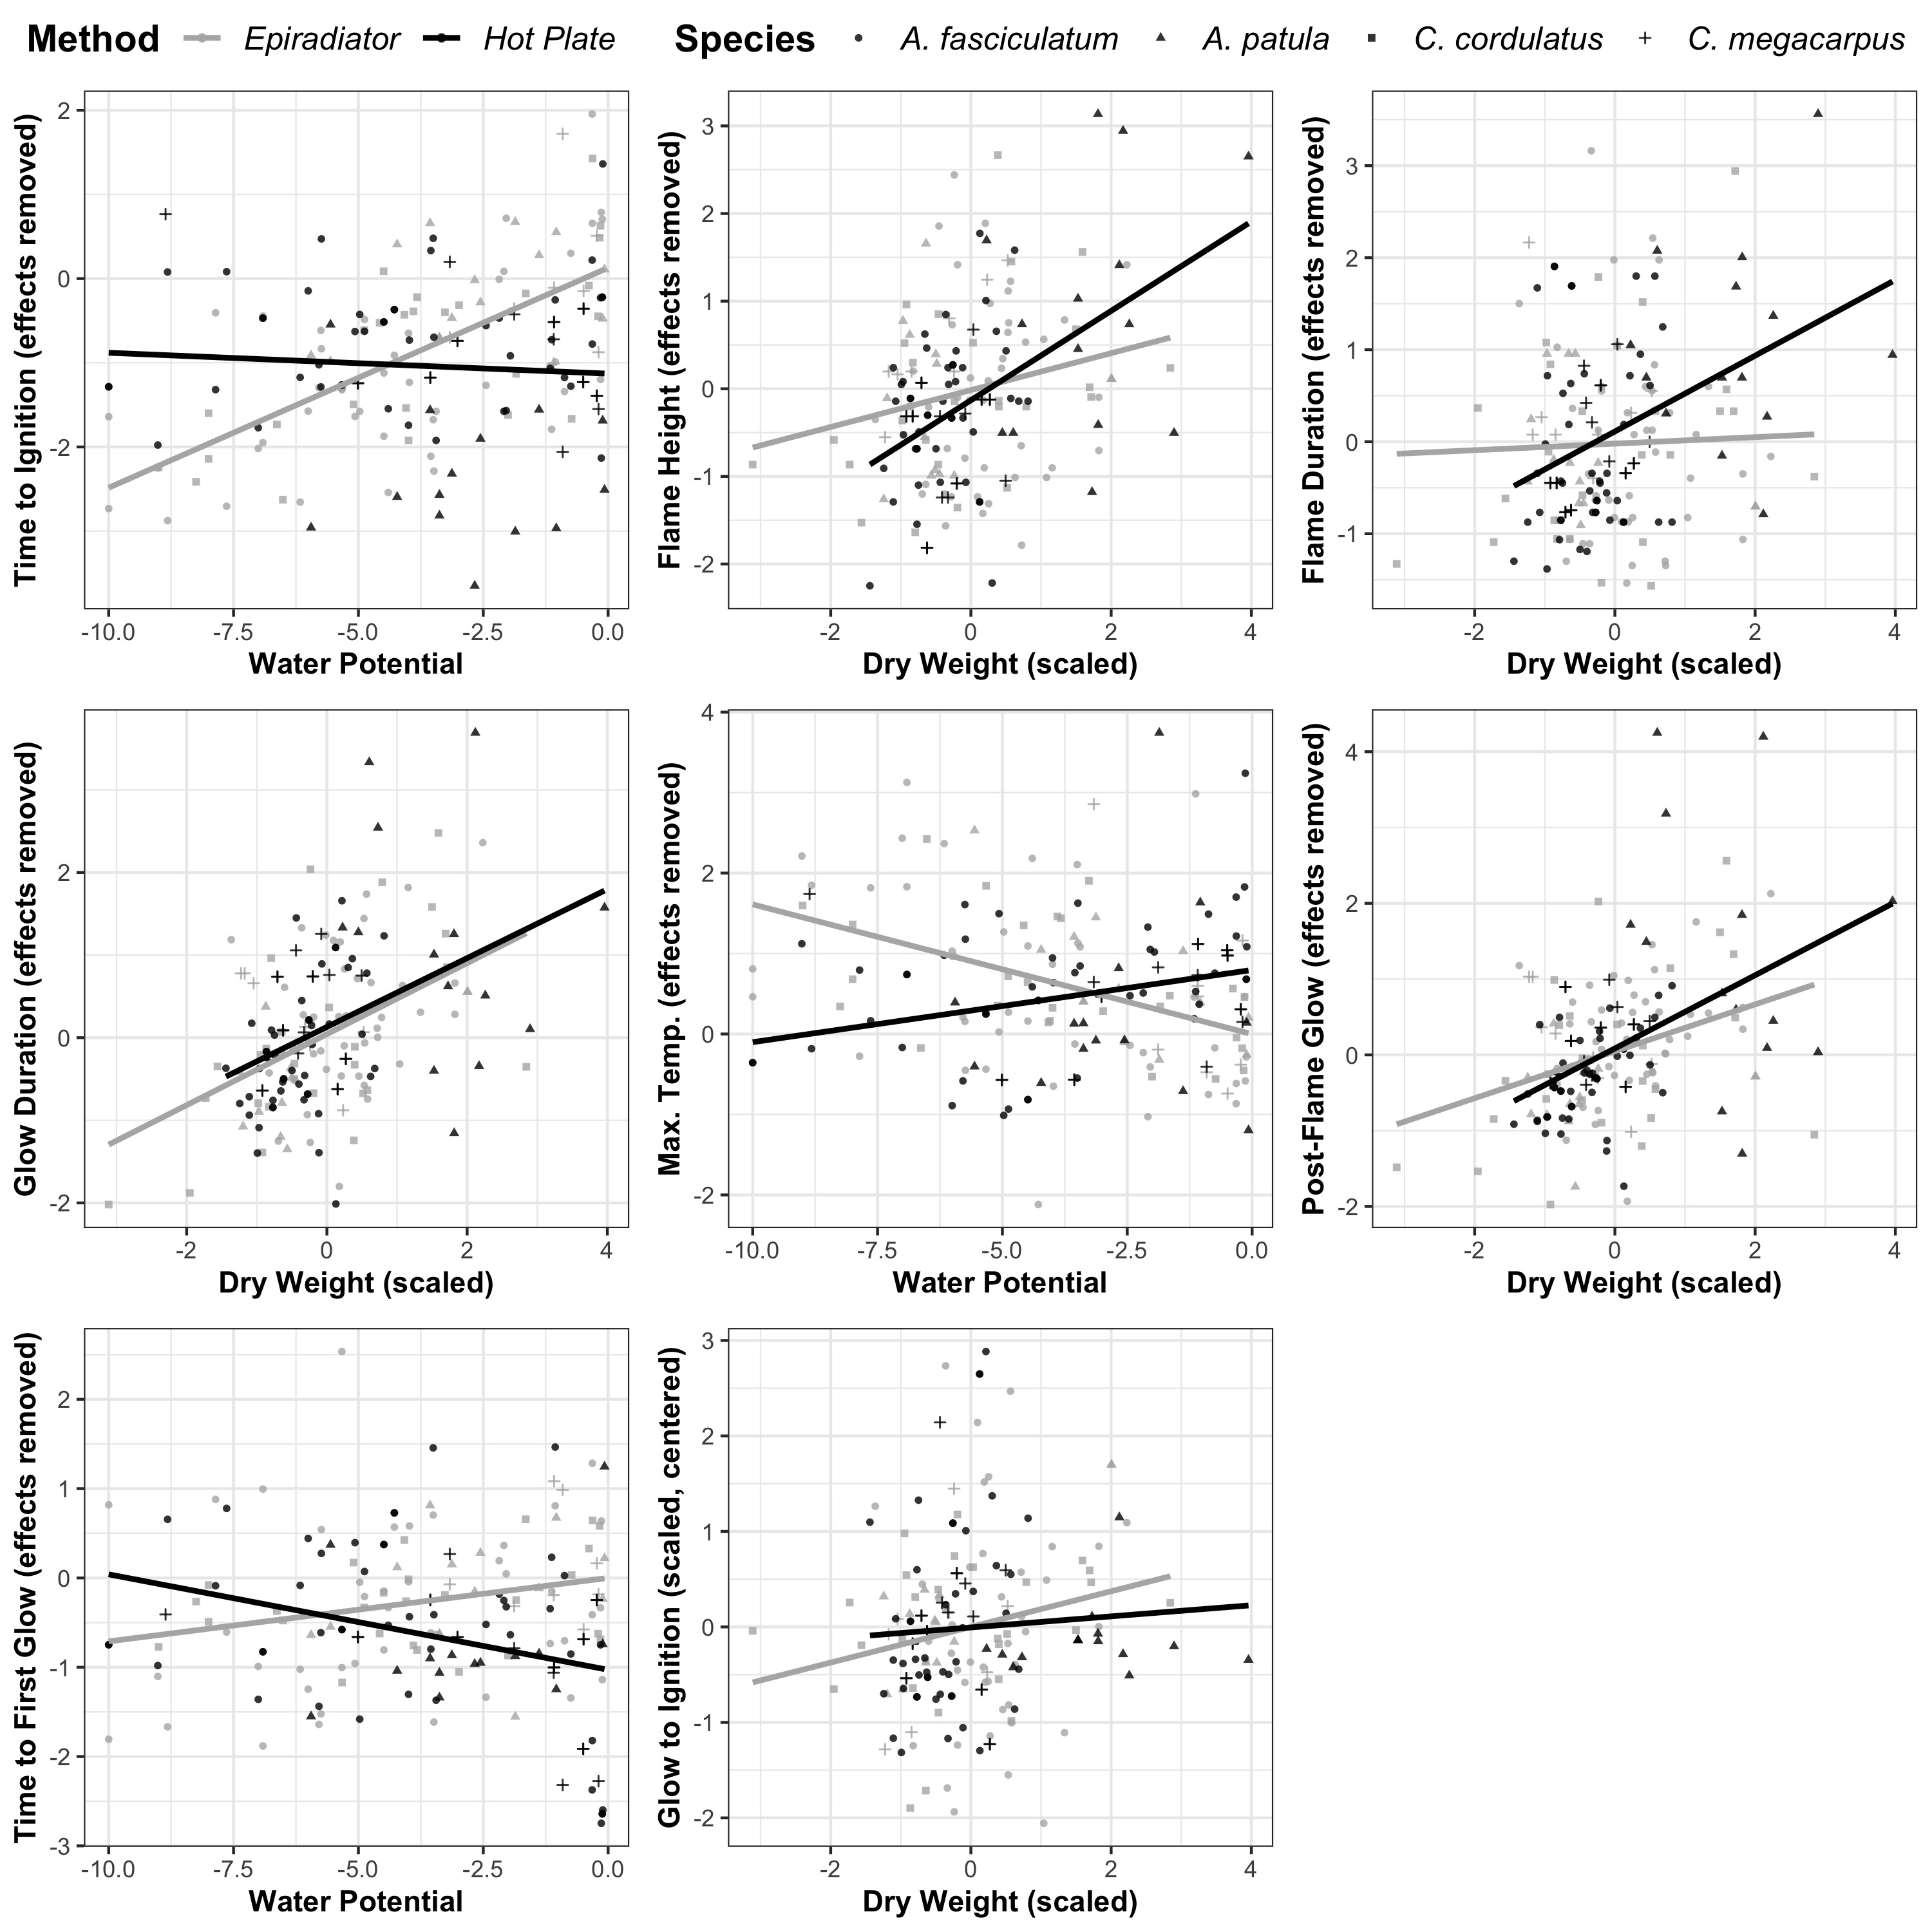 Method Epiradiator Hot Plate Species A. fasciculatum A. patula C. cordulatus C. megacarpus
Time to Ignition (effects removed)
2
0
-2
-10.0 -7.5 -5.0 -2.5 0.0
Water Potential
Flame Height (effects removed)
3
2
1
0
-1
-2
-2 0 2 4
Dry Weight (scaled)
Flame Duration (effects removed)
3
2
1
0
-1
-2 0 2 4
Dry Weight (scaled)
Glow Duration (effects removed)
2
0
-2
-2 0 2 4
Dry Weight (scaled)
Max. Temp. (effects removed)
4
2
0
-2
-10.0 -7.5 -5.0 -2.5 0.0
Water Potential
Post-Flame Glow (effects removed)
4
2
0
-2
-2 0 2 4
Dry Weight (scaled)
Time to First Glow (effects removed)
2
1
0
-1
-2
-3
-10.0 -7.5 -5.0 -2.5 0.0
Water Potential
Glow to Ignition (scaled, centered)
3
2
1
0
-1
-2
-2 0 2 4
Dry Weight (scaled)